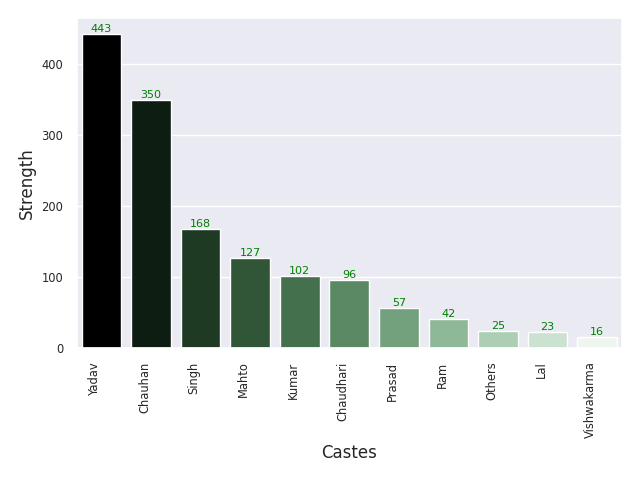 443
350
168
127
102
96
57
42
25
23
16
400
300
200
100
0
Strength
Yadav
Chauhan
Singh
Mahto
Kumar
Chaudhari
Prasad
Ram
Others
Lal
Vishwakarma
Castes